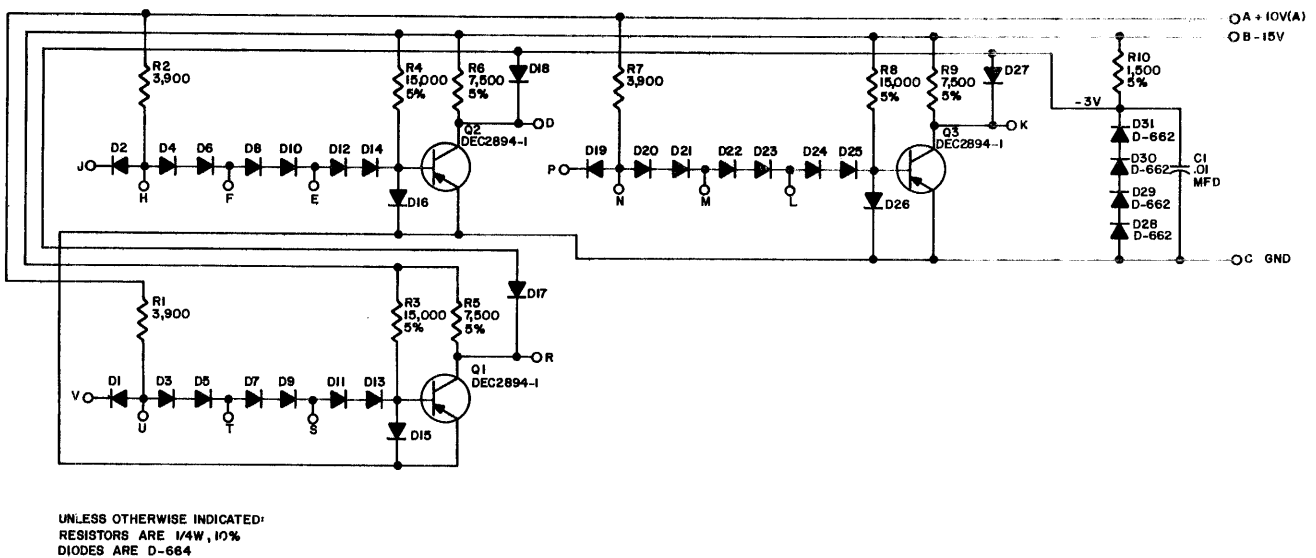 A + 10V(A)
B - 15V
R2
3,900
R4
15,000
5%
R6
7,500
5%
D18
D
Q2
DEC2894-1
R7
3,900
R8
15,000
5%
R9
7,500
5%
D27
K
Q3
DEC2894-1
R10
1,500
5%
-3V
D31
D-662
D30
D-662
D29
D-662
D28
D-662
C1
.01
MFD
J
D2
D4
D6
D8
D10
D12
D14
H
F
E
D16
P
D19
D20
D21
D22
D23
D24
D25
N
M
L
D26
C GND
R1
3,900
R3
15,000
5%
R5
7,500
5%
D17
R
Q1
DEC2894-1
V
D1
D3
D5
D7
D9
D11
D13
U
T
S
D15
UNLESS OTHERWISE INDICATED:
RESISTORS ARE 1/4W, 10%
DIODES ARE D-664